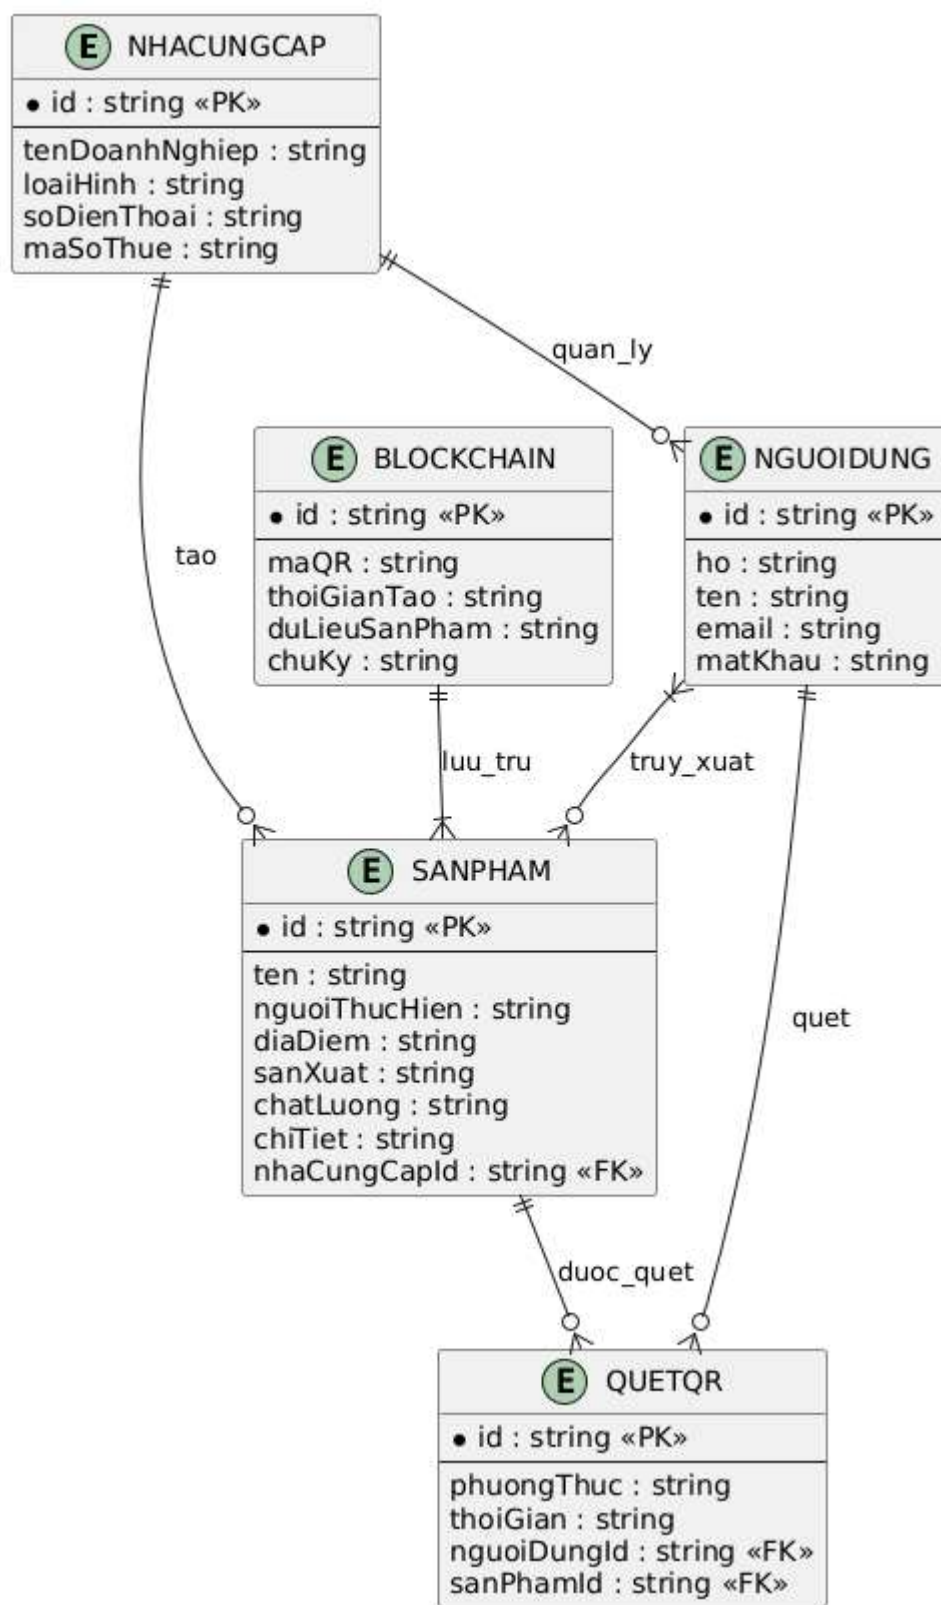 E NHACUNGCAP
id : string «PK»
tenDoanhNghiep : string
loaiHinh : string
soDienThoai : string
maSoThue : string
quan_ly
tao
E BLOCKCHAIN
id : string «PK»
maQR : string
thoiGianTao : string
duLieuSanPham : string
chuKy : string
E NGUOIDUNG
id : string «PK»
ho : string
ten : string
email : string
matKhau : string
luu_tru
truy_xuat
E SANPHAM
id : string «PK»
ten : string
nguoiThucHien : string
diaDiem : string
sanXuat : string
chatLuong : string
chiTiet : string
nhaCungCapId : string «FK»
quet
duoc_quet
E QUETQR
id : string «PK»
phuongThuc : string
thoiGian : string
nguoiDungId : string «FK»
sanPhamId : string «FK»